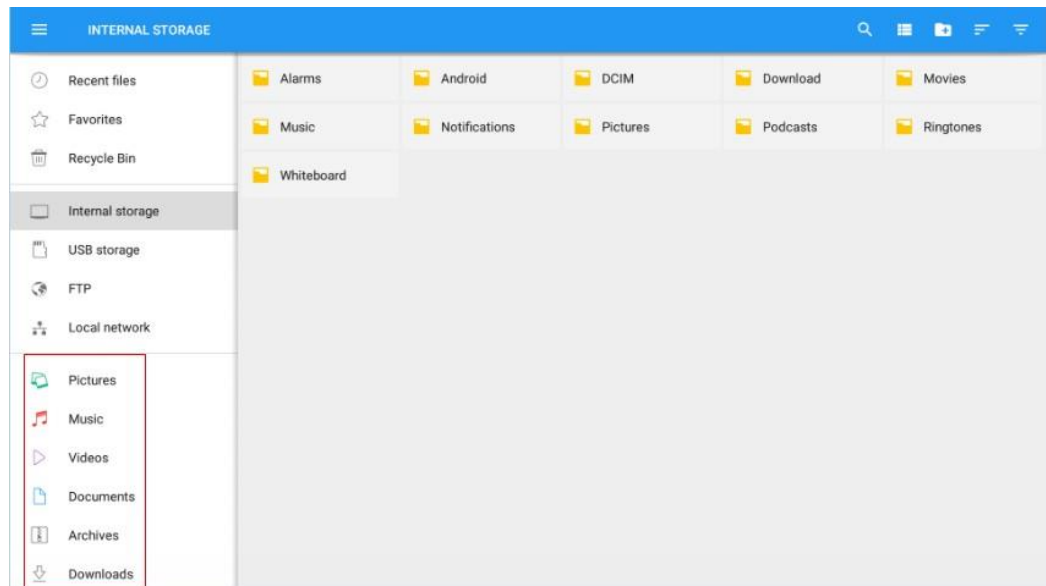 INTERNAL STORAGE
Recent files
Favorites
Recycle Bin
Internal storage
USB storage
FTP
Local network
Pictures
Music
Videos
Documents
Archives
Downloads
Alarms Android DCIM Download Movies
Music Notifications Pictures Podcasts Ringtones
Whiteboard